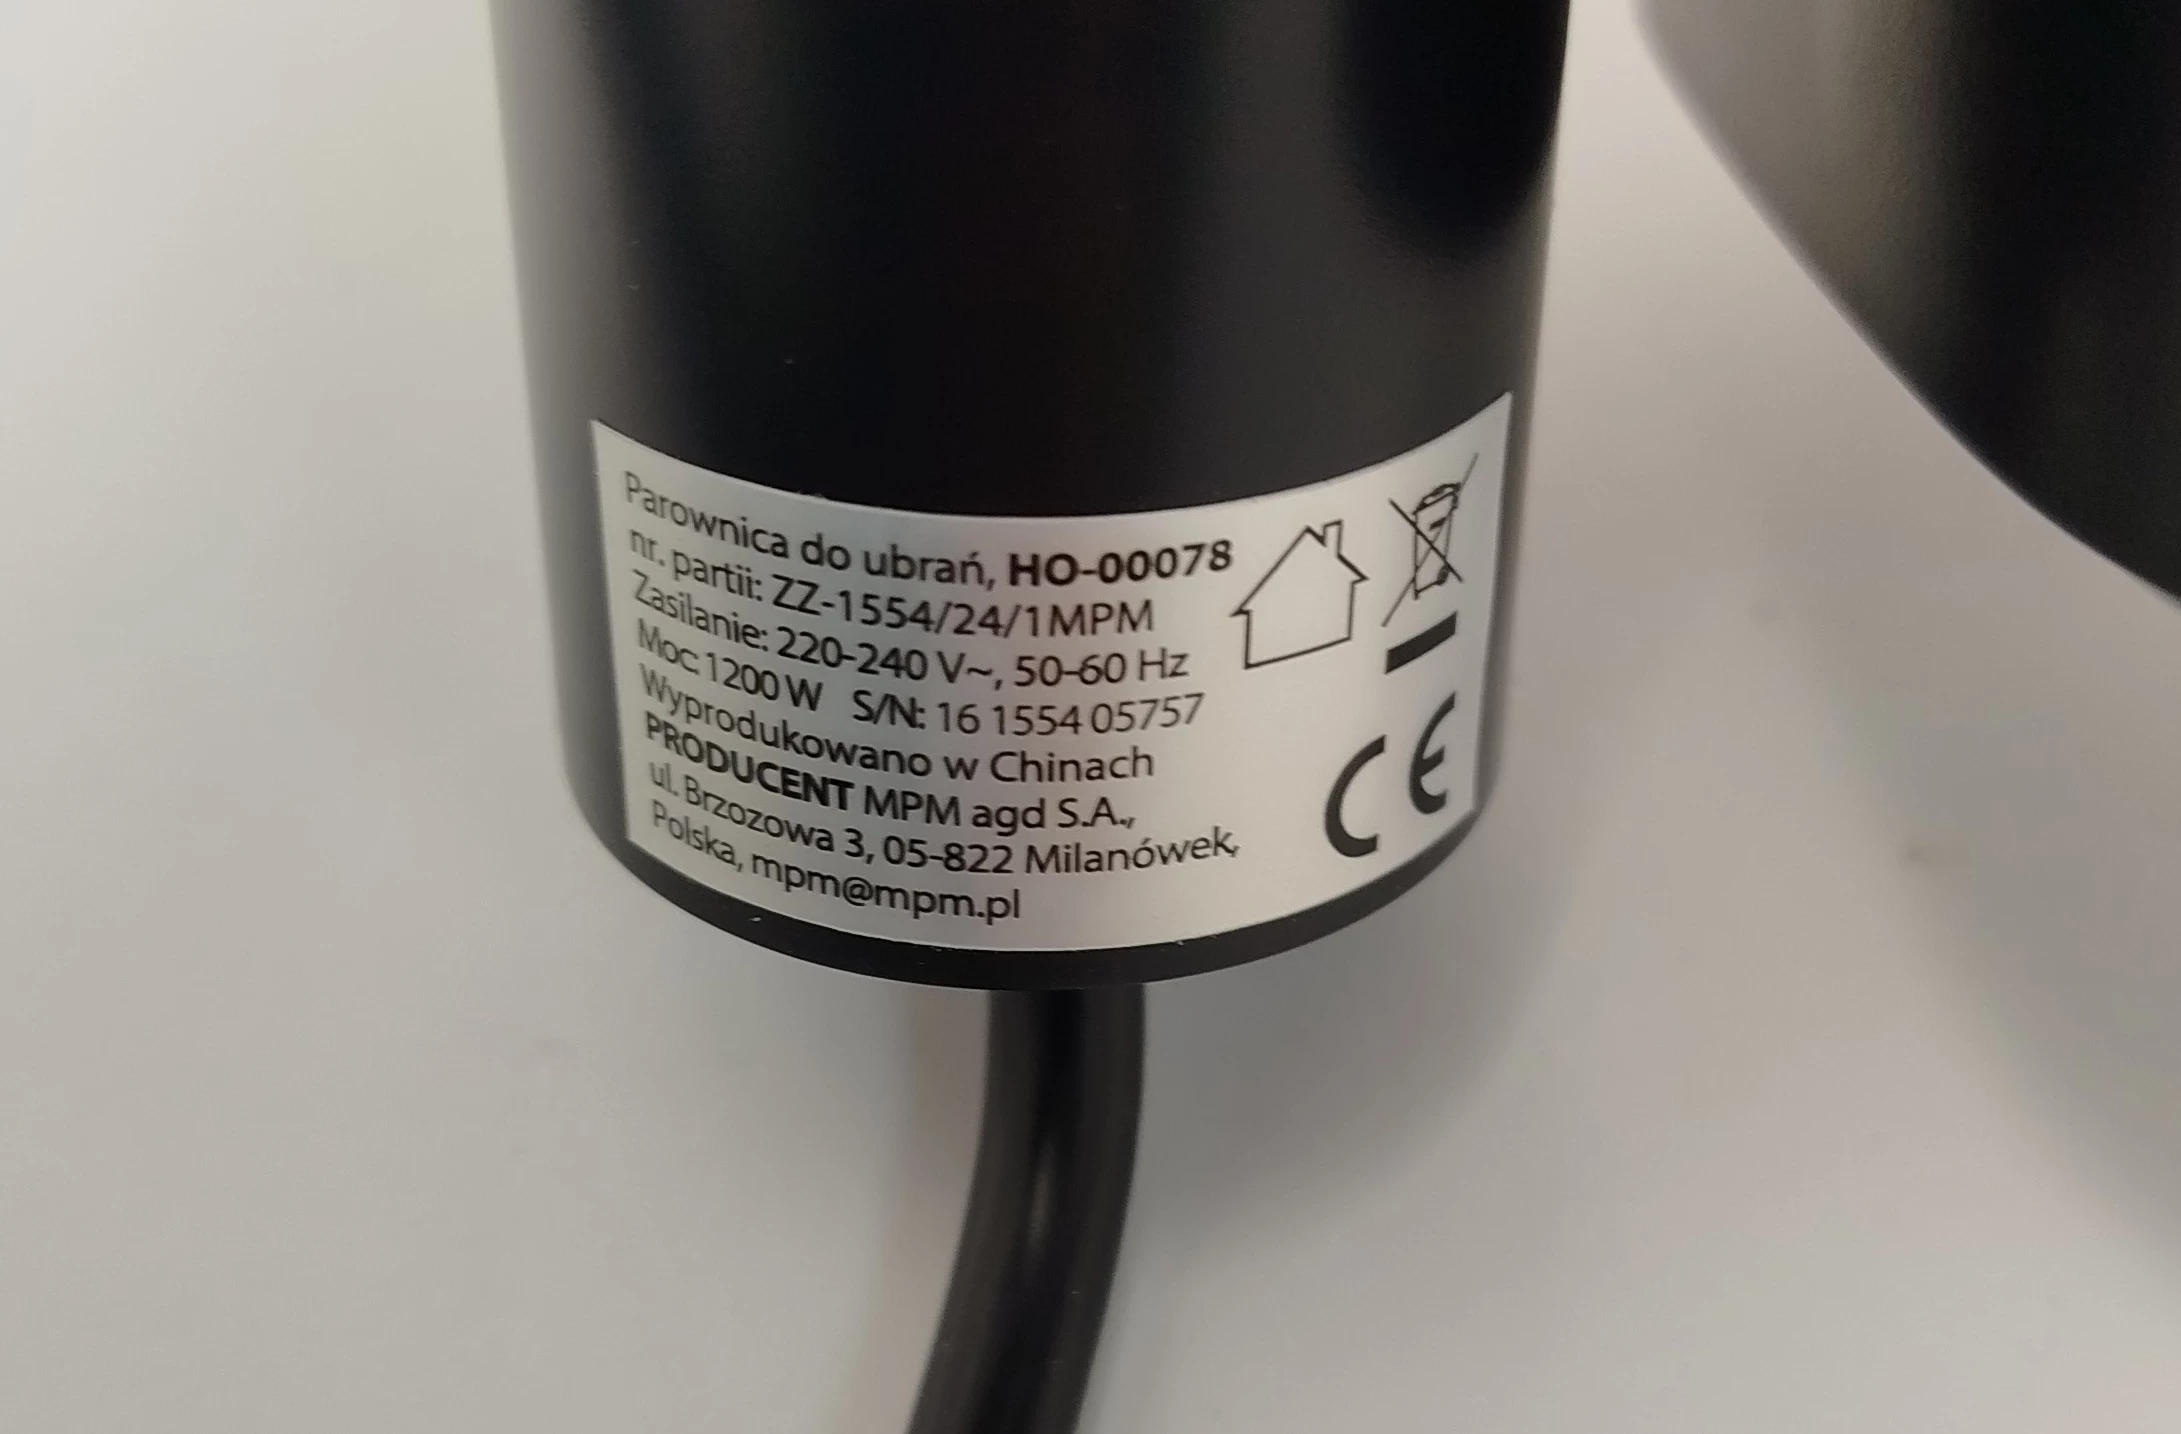 Parownica do ubrań, HO-00078
nr. partii: ZZ-1554/24/1MPM
Zasilanie: 220-240 V~, 50-60 Hz
Moc: 1200 W S/N: 16 1554 05757
Wyprodukowano w Chinach
PRODUCENT MPM agd S.A.,
ul. Brzozowa 3, 05-822 Milanówek,
Polska, mpm@mpm.pl
CE